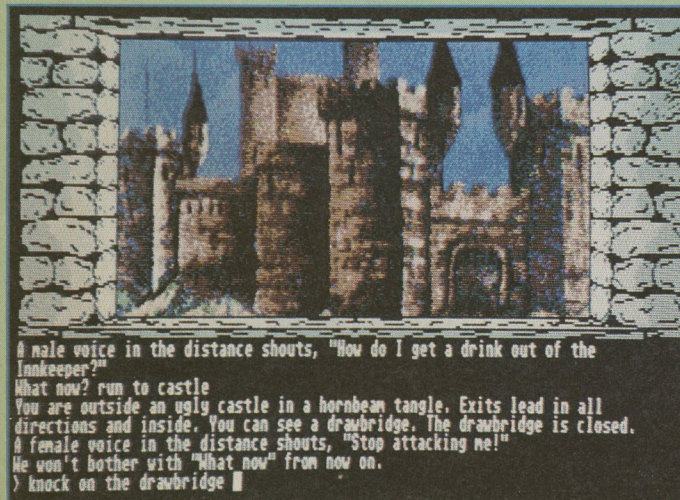 A male voice in the distance shouts, "How do I get a drink out of the
Innkeeper?"
What now? run to castle
You are outside an ugly castle in a hornbeam tangle. Exits lead in all
directions and inside. You can see a drawbridge. The drawbridge is closed.
A female voice in the distance shouts, "Stop attacking me!"
We won't bother with "What now" from now on.
> knock on the drawbridge